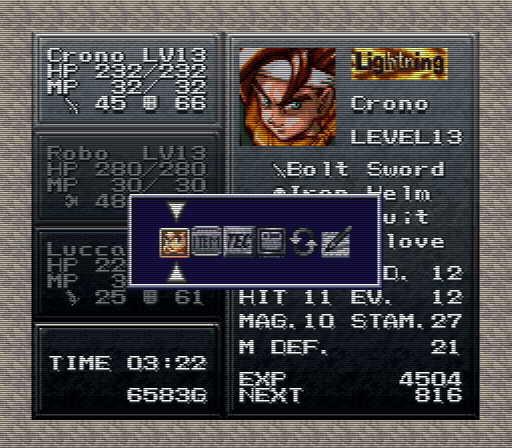 Crono LV13
HP 232/232
MP 32/32
45 66
Robo LV13
HP 280/280
MP 30/30
48
Lucca
HP 22
MP 3
25 61
TIME 03:22
6583G
Lightning
Crono
LEVEL13
Bolt Sword
Iron Helm
uit
love
D. 12
HIT 11 EV. 12
MAG.10 STAM.27
M DEF. 21
EXP 4504
NEXT 816
ITEM TEC